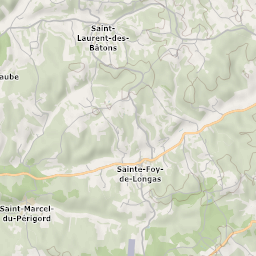 Saint-
Laurent-des-
Bâtons
aube
Sainte-Foy-
de-Longas
Saint-Marcel-
du-Périgord